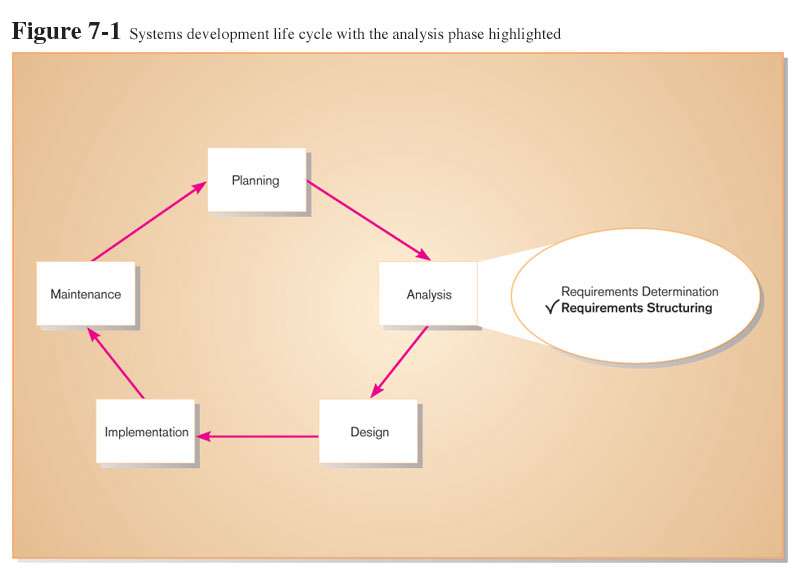 Figure 7-1 Systems development life cycle with the analysis phase highlighted
Planning
Maintenance
Analysis
Requirements Determination
✓Requirements Structuring
Implementation
Design